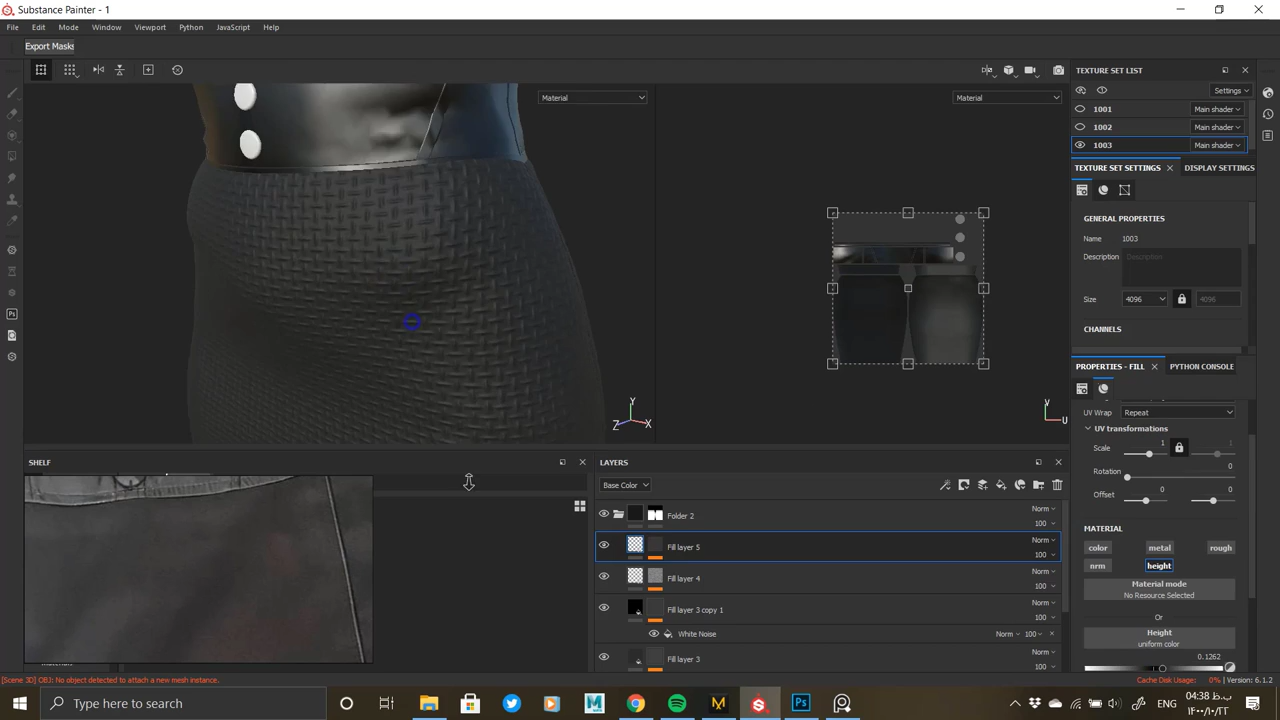 Substance Painter - 1
File Edit Mode Window Viewport Python JavaScript Help
Export Masks
Material
Material
TEXTURE SET LIST
Settings
1001 Main shader
1002 Main shader
1003 Main shader
TEXTURE SET SETTINGS
DISPLAY SETTINGS
GENERAL PROPERTIES
Name 1003
Description Description
Size 4096 4096
CHANNELS
PROPERTIES - FILL
PYTHON CONSOLE
UV Wrap Repeat
UV transformations
Scale 1 1
Rotation 0
Offset 0 0
MATERIAL
color metal rough
nrm height
Material mode
No Resource Selected
Or
Height
uniform color
0.1262
Y
Z X
V
U
SHELF
LAYERS
Base Color
Folder 2 Norm 100
Fill layer 5 Norm 100
Fill layer 4 Norm 100
Fill layer 3 copy 1 Norm 100
White Noise Norm 100
Fill layer 3 Norm 100
[Scene 3D] OBJ: No object detected to attach a new mesh instance.
Cache Disk Usage: 0% | Version: 6.1.2
Type here to search
ENG
04:38 ب.ظ